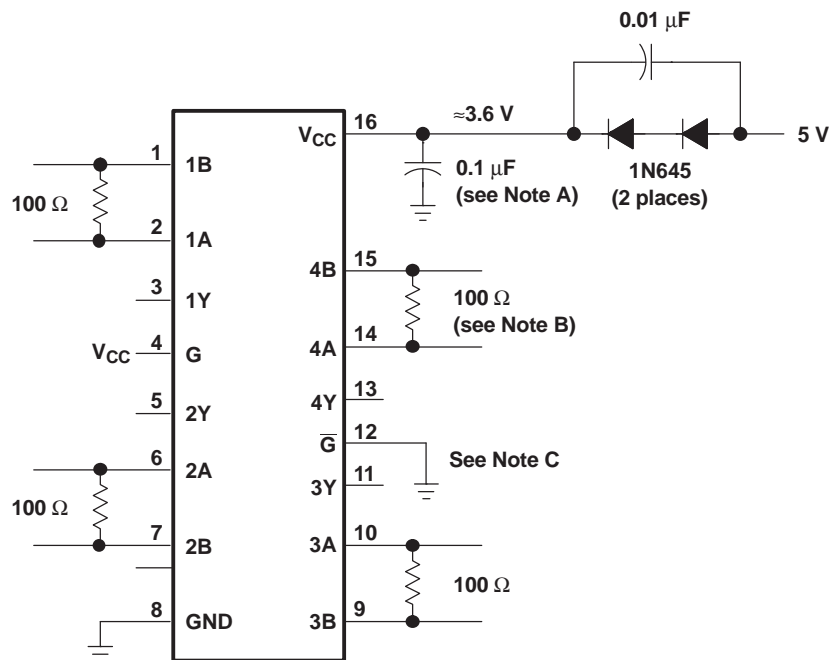 0.01 μF
≈3.6 V
5 V
1N645
(2 places)
0.1 μF
(see Note A)
VCC
16
1
1B
100 Ω
2
1A
3
1Y
VCC
4
G
5
2Y
6
2A
100 Ω
7
2B
8
GND
4B
15
100 Ω
(see Note B)
4A
14
4Y
13
G̅
12
See Note C
3Y
11
3A
10
100 Ω
3B
9